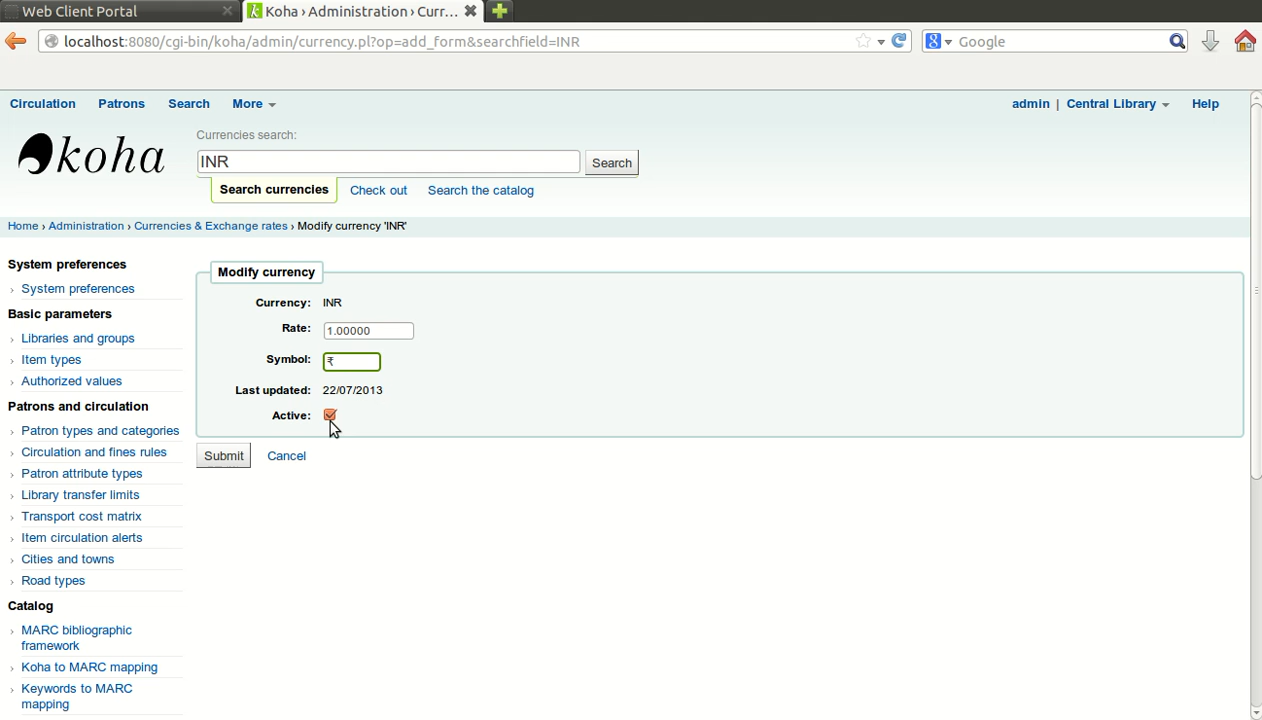 Web Client Portal
Koha › Administration › Curr...
localhost:8080/cgi-bin/koha/admin/currency.pl?op=add_form&searchfield=INR
Google
Circulation Patrons Search More
admin | Central Library Help
koha
Currencies search:
INR
Search
Search currencies Check out Search the catalog
Home › Administration › Currencies & Exchange rates › Modify currency 'INR'
System preferences
› System preferences
Basic parameters
› Libraries and groups
› Item types
› Authorized values
Patrons and circulation
› Patron types and categories
› Circulation and fines rules
› Patron attribute types
› Library transfer limits
› Transport cost matrix
› Item circulation alerts
› Cities and towns
› Road types
Catalog
› MARC bibliographic
framework
› Koha to MARC mapping
› Keywords to MARC
mapping
Modify currency
Currency: INR
Rate: 1.00000
Symbol: ₹
Last updated: 22/07/2013
Active:
Submit Cancel